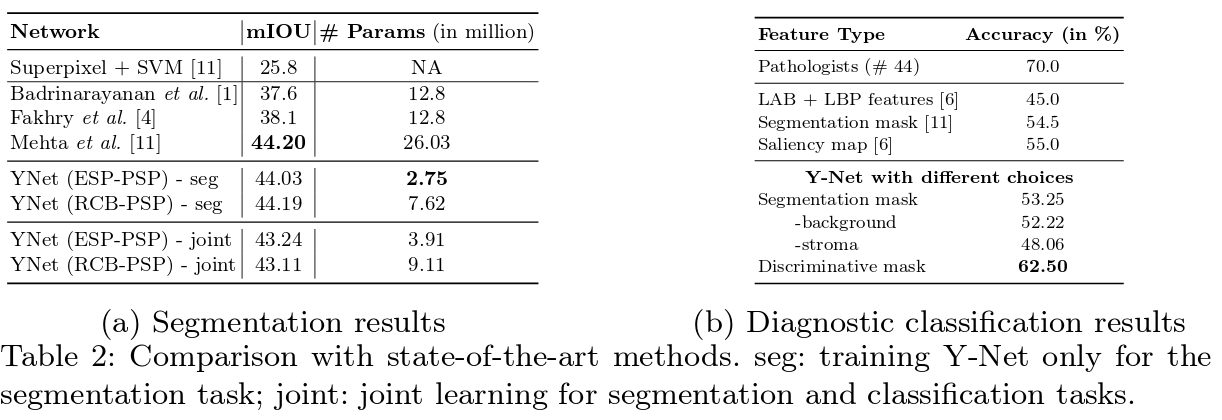 Network mIOU # Params (in million)
Superpixel + SVM [11] 25.8 NA
Badrinarayanan et al. [1] 37.6 12.8
Fakhry et al. [4] 38.1 12.8
Mehta et al. [11] 44.20 26.03
YNet (ESP-PSP) - seg 44.03 2.75
YNet (RCB-PSP) - seg 44.19 7.62
YNet (ESP-PSP) - joint 43.24 3.91
YNet (RCB-PSP) - joint 43.11 9.11
(a) Segmentation results
Feature Type Accuracy (in %)
Pathologists (# 44) 70.0
LAB + LBP features [6] 45.0
Segmentation mask [11] 54.5
Saliency map [6] 55.0
Y-Net with different choices
Segmentation mask 53.25
-background 52.22
-stroma 48.06
Discriminative mask 62.50
(b) Diagnostic classification results
Table 2: Comparison with state-of-the-art methods. seg: training Y-Net only for the
segmentation task; joint: joint learning for segmentation and classification tasks.